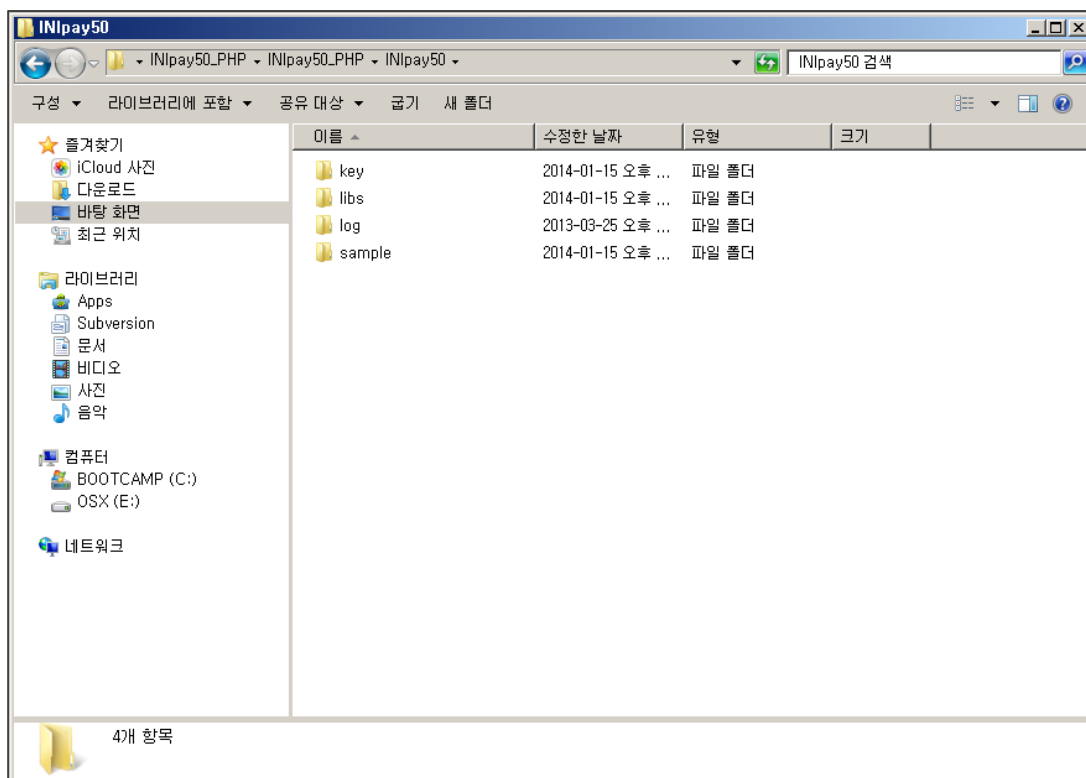 INIpay50
INIpay50_PHP INIpay50_PHP INIpay50 INIpay50 검색
구성 라이브러리에 포함 공유 대상 굽기 새 폴더
즐겨찾기
iCloud 사진
다운로드
바탕 화면
최근 위치
라이브러리
Apps
Subversion
문서
비디오
사진
음악
컴퓨터
BOOTCAMP (C:)
OSX (E:)
네트워크
이름 수정한 날짜 유형 크기
key 2014-01-15 오후 ... 파일 폴더
libs 2014-01-15 오후 ... 파일 폴더
log 2013-03-25 오후 ... 파일 폴더
sample 2014-01-15 오후 ... 파일 폴더
4개 항목